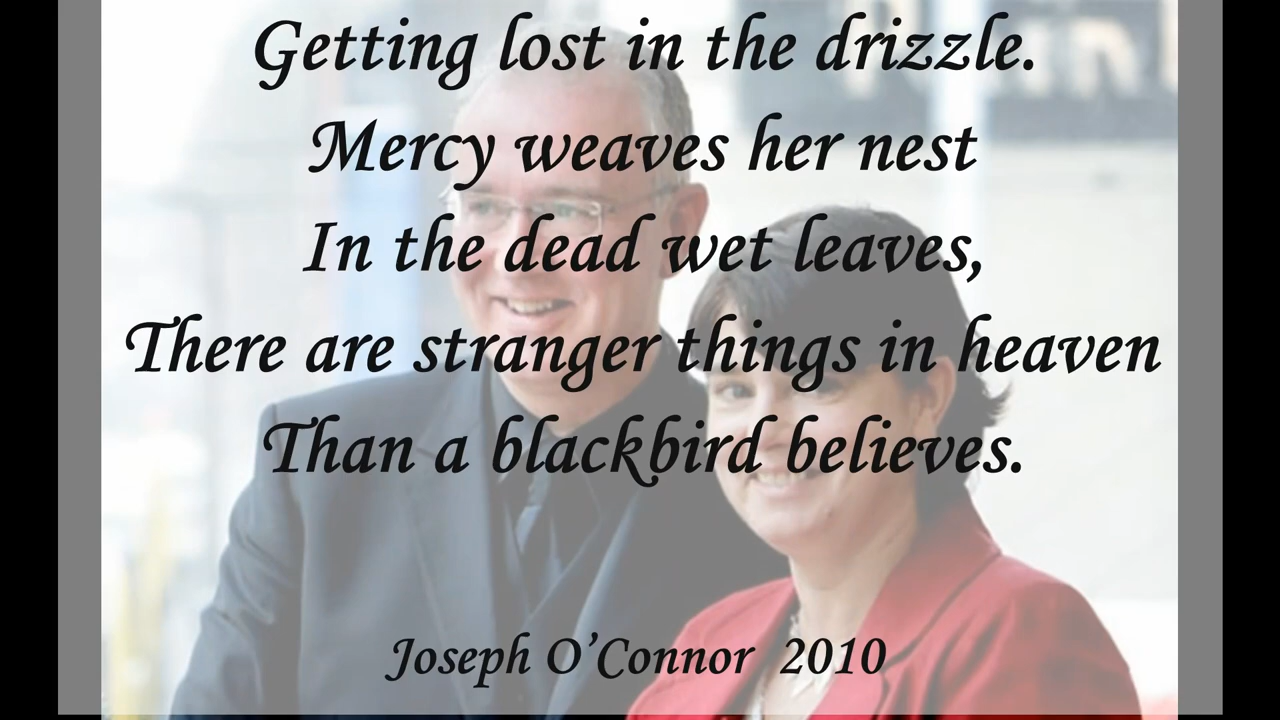 Getting lost in the drizzle.
Mercy weaves her nest
In the dead wet leaves,
There are stranger things in heaven
Than a blackbird believes.
Joseph O’Connor 2010